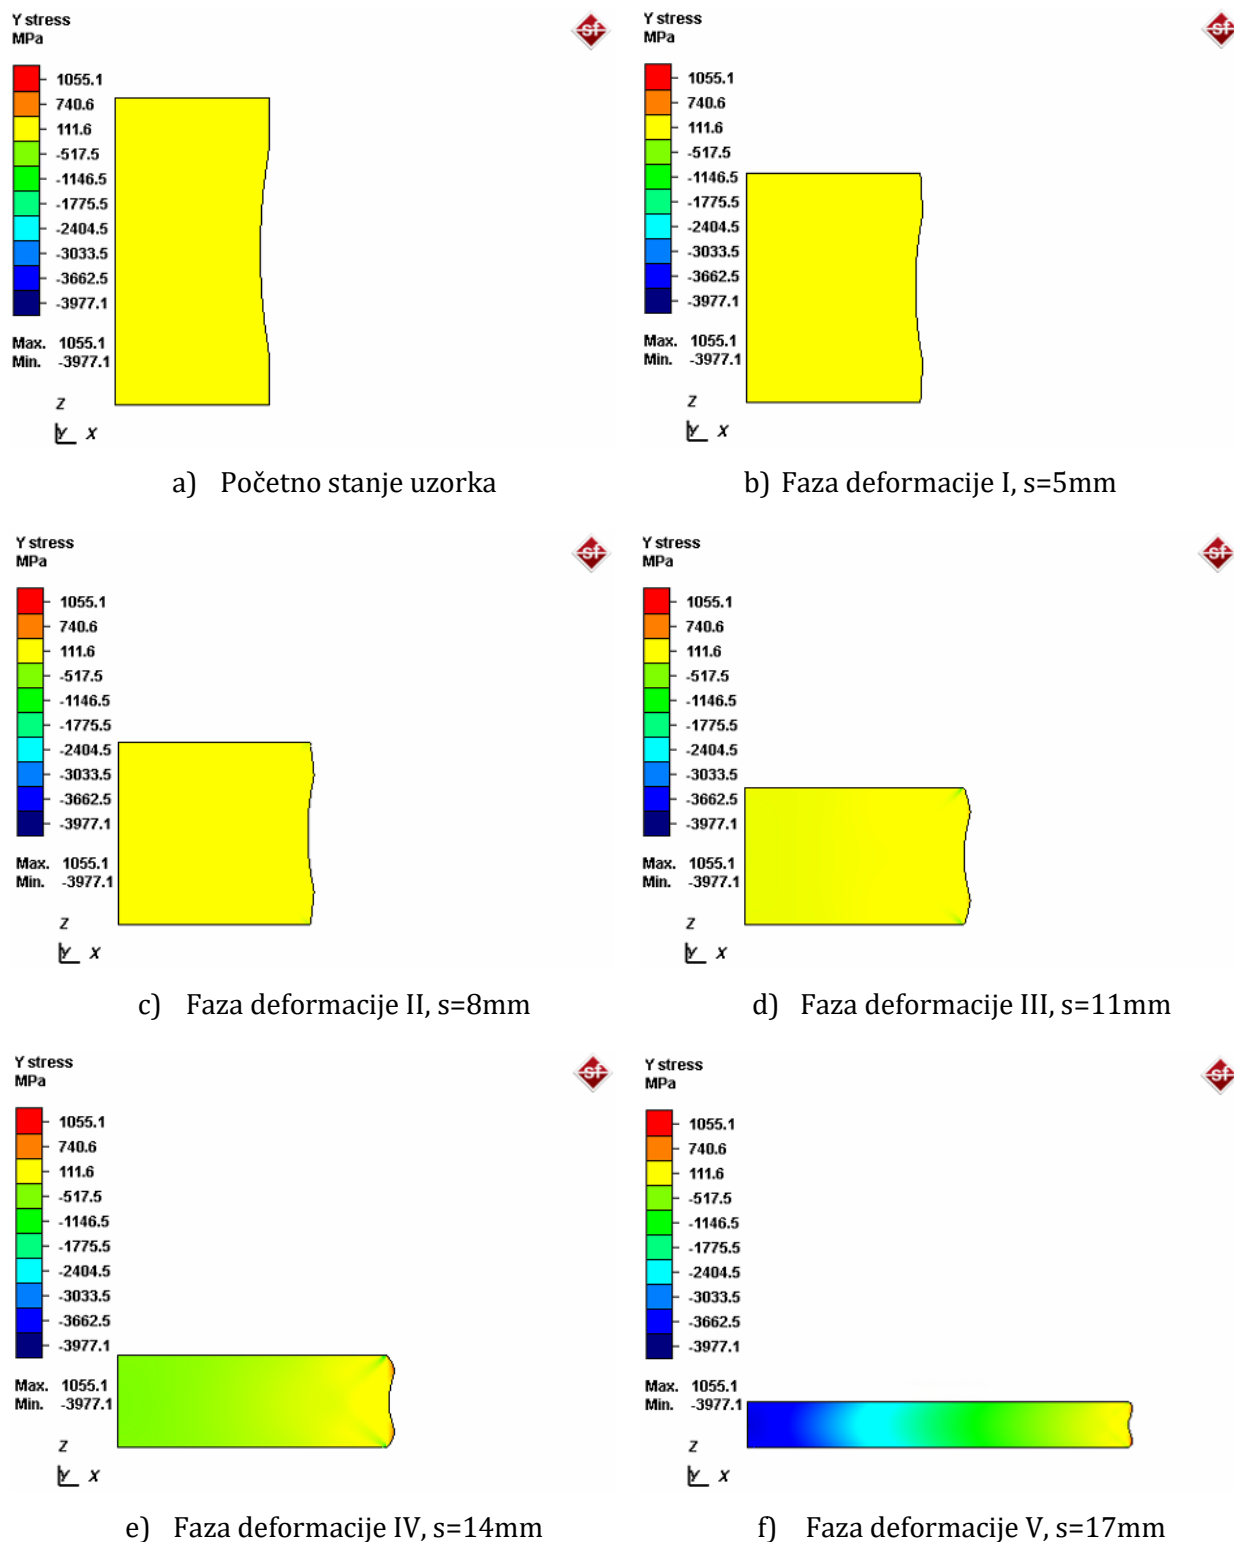 Y stress
MPa
sf
1055.1
740.6
111.6
-517.5
-1146.5
-1775.5
-2404.5
-3033.5
-3662.5
-3977.1
Max. 1055.1
Min. -3977.1
Z
Y X
a) Početno stanje uzorka
Y stress
MPa
sf
1055.1
740.6
111.6
-517.5
-1146.5
-1775.5
-2404.5
-3033.5
-3662.5
-3977.1
Max. 1055.1
Min. -3977.1
Z
Y X
b) Faza deformacije I, s=5mm
Y stress
MPa
sf
1055.1
740.6
111.6
-517.5
-1146.5
-1775.5
-2404.5
-3033.5
-3662.5
-3977.1
Max. 1055.1
Min. -3977.1
Z
Y X
c) Faza deformacije II, s=8mm
Y stress
MPa
sf
1055.1
740.6
111.6
-517.5
-1146.5
-1775.5
-2404.5
-3033.5
-3662.5
-3977.1
Max. 1055.1
Min. -3977.1
Z
Y X
d) Faza deformacije III, s=11mm
Y stress
MPa
sf
1055.1
740.6
111.6
-517.5
-1146.5
-1775.5
-2404.5
-3033.5
-3662.5
-3977.1
Max. 1055.1
Min. -3977.1
Z
Y X
e) Faza deformacije IV, s=14mm
Y stress
MPa
sf
1055.1
740.6
111.6
-517.5
-1146.5
-1775.5
-2404.5
-3033.5
-3662.5
-3977.1
Max. 1055.1
Min. -3977.1
Z
Y X
f) Faza deformacije V, s=17mm